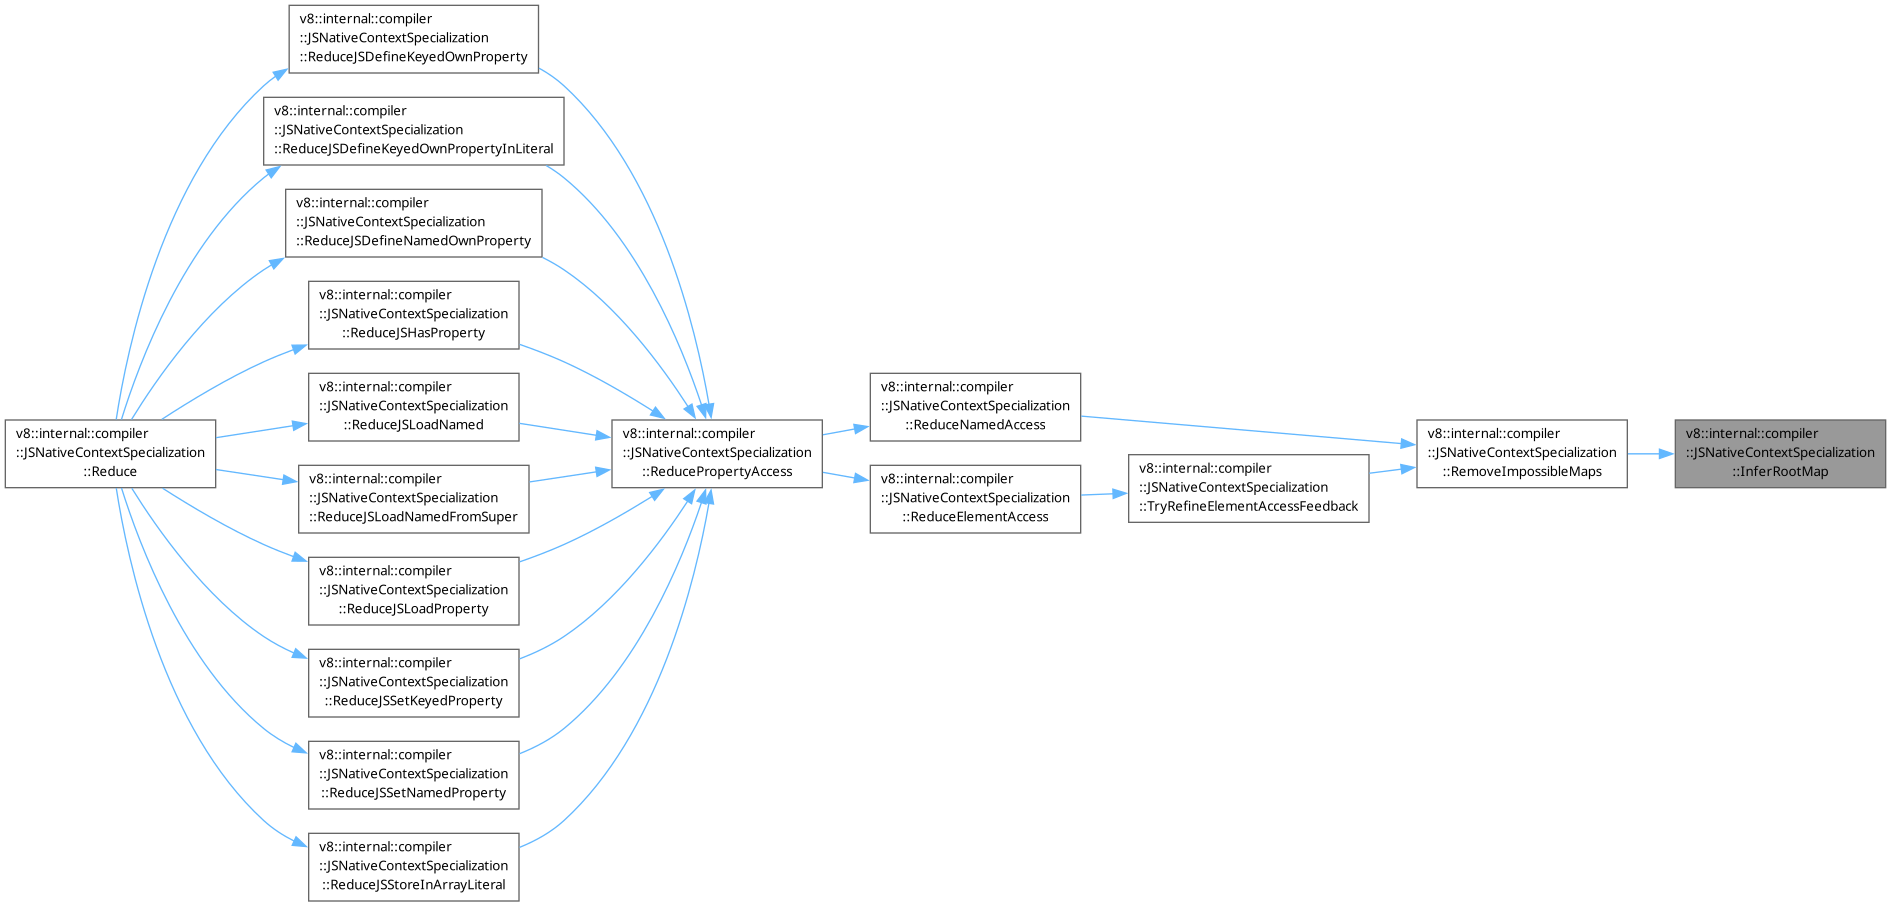 v8::internal::compiler
::JSNativeContextSpecialization
::ReduceJSDefineKeyedOwnProperty
v8::internal::compiler
::JSNativeContextSpecialization
::ReduceJSDefineKeyedOwnPropertyInLiteral
v8::internal::compiler
::JSNativeContextSpecialization
::ReduceJSDefineNamedOwnProperty
v8::internal::compiler
::JSNativeContextSpecialization
::ReduceJSHasProperty
v8::internal::compiler
::JSNativeContextSpecialization
::ReduceJSLoadNamed
v8::internal::compiler
::JSNativeContextSpecialization
::Reduce
v8::internal::compiler
::JSNativeContextSpecialization
::ReduceJSLoadNamedFromSuper
v8::internal::compiler
::JSNativeContextSpecialization
::ReduceJSLoadProperty
v8::internal::compiler
::JSNativeContextSpecialization
::ReduceJSSetKeyedProperty
v8::internal::compiler
::JSNativeContextSpecialization
::ReduceJSSetNamedProperty
v8::internal::compiler
::JSNativeContextSpecialization
::ReduceJSStoreInArrayLiteral
v8::internal::compiler
::JSNativeContextSpecialization
::ReducePropertyAccess
v8::internal::compiler
::JSNativeContextSpecialization
::ReduceNamedAccess
v8::internal::compiler
::JSNativeContextSpecialization
::ReduceElementAccess
v8::internal::compiler
::JSNativeContextSpecialization
::TryRefineElementAccessFeedback
v8::internal::compiler
::JSNativeContextSpecialization
::RemoveImpossibleMaps
v8::internal::compiler
::JSNativeContextSpecialization
::InferRootMap